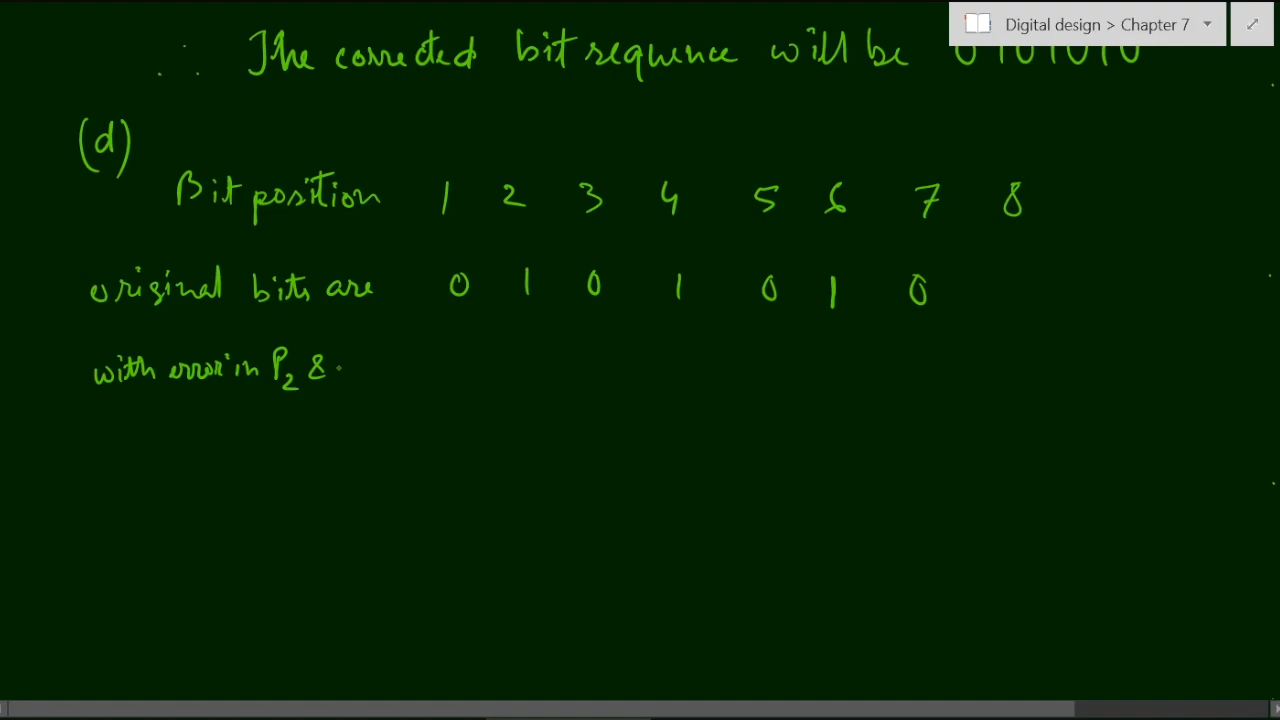 Digital design > Chapter 7
∴ The corrected bit sequence will be 0101010
(d)
Bit position 1 2 3 4 5 6 7 8
original bits are 0 1 0 1 0 1 0
with error in P2 &